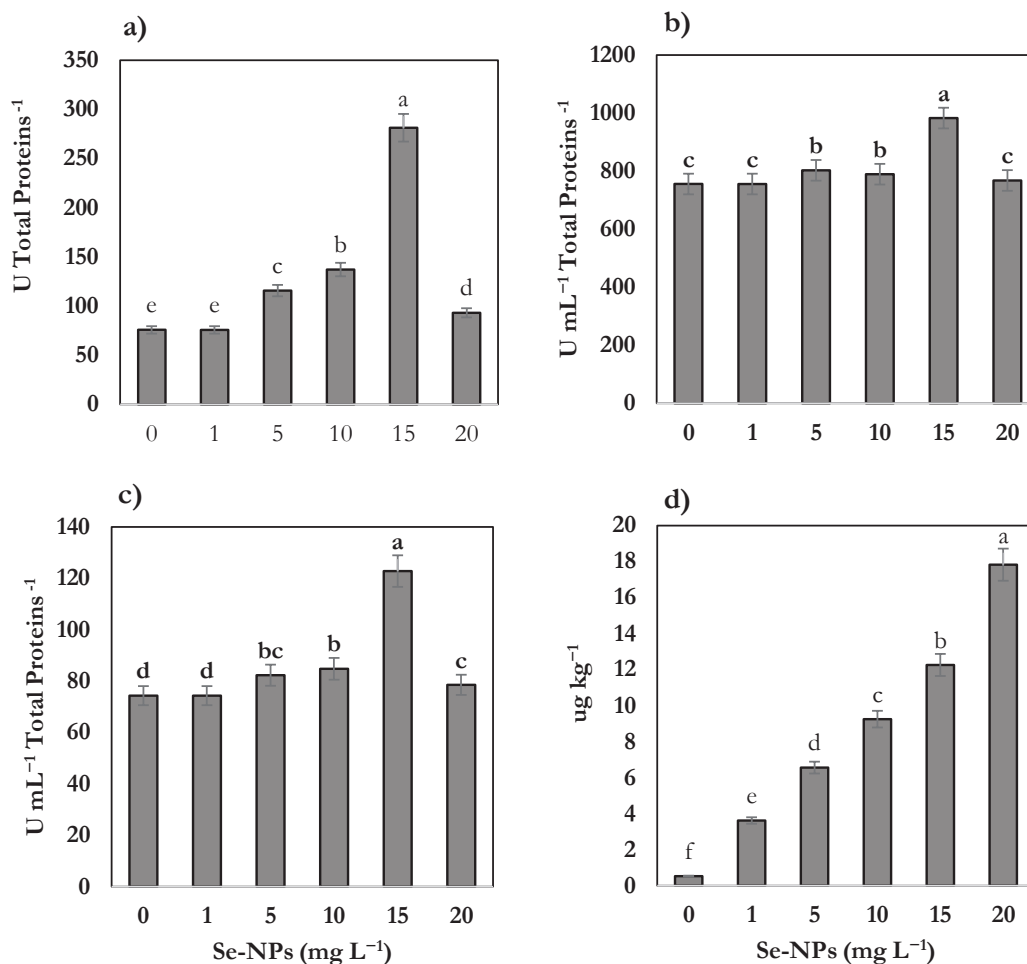 a)
U Total Proteins⁻¹
350
300
250
200
150
100
50
0
e
e
c
b
a
d
0 1 5 10 15 20
b)
U mL⁻¹ Total Proteins⁻¹
1200
1000
800
600
400
200
0
c
c
b
b
a
c
0 1 5 10 15 20
c)
U mL⁻¹ Total Proteins⁻¹
140
120
100
80
60
40
20
0
d
d
bc
b
a
c
0 1 5 10 15 20
Se-NPs (mg L⁻¹)
d)
ug kg⁻¹
20
18
16
14
12
10
8
6
4
2
0
f
e
d
c
b
a
0 1 5 10 15 20
Se-NPs (mg L⁻¹)